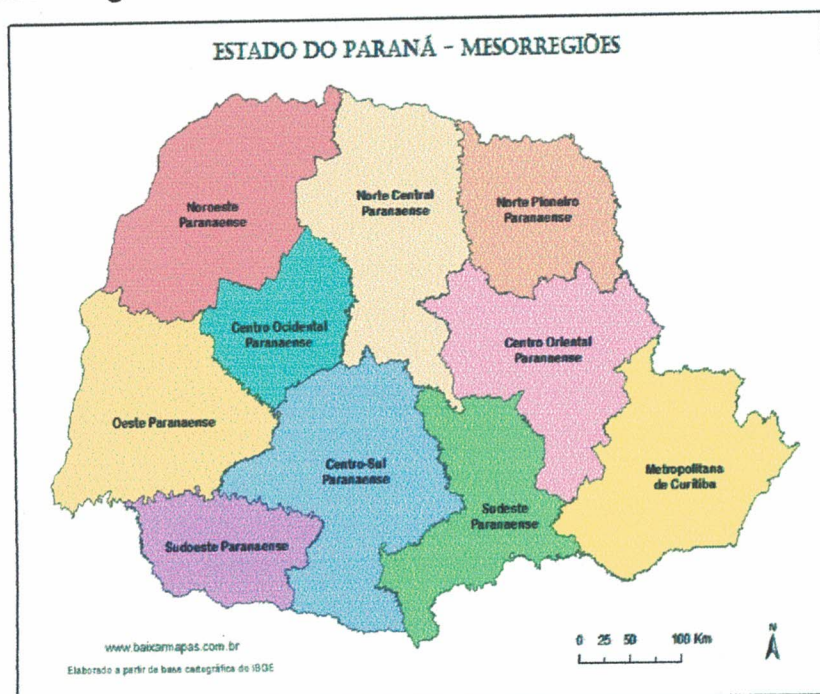 ESTADO DO PARANÁ - MESORREGIÕES
Noroeste
Paranaense
Norte Central
Paranaense
Norte Pioneiro
Paranaense
Centro Ocidental
Paranaense
Centro Oriental
Paranaense
Oeste Paranaense
Centro-Sul
Paranaense
Metropolitana
de Curitiba
Sudeste
Paranaense
Sudoeste Paranaense
www.baixarmapas.com.br
Elaborado a partir de base cartográfica do IBGE
0 25 50 100 Km
N